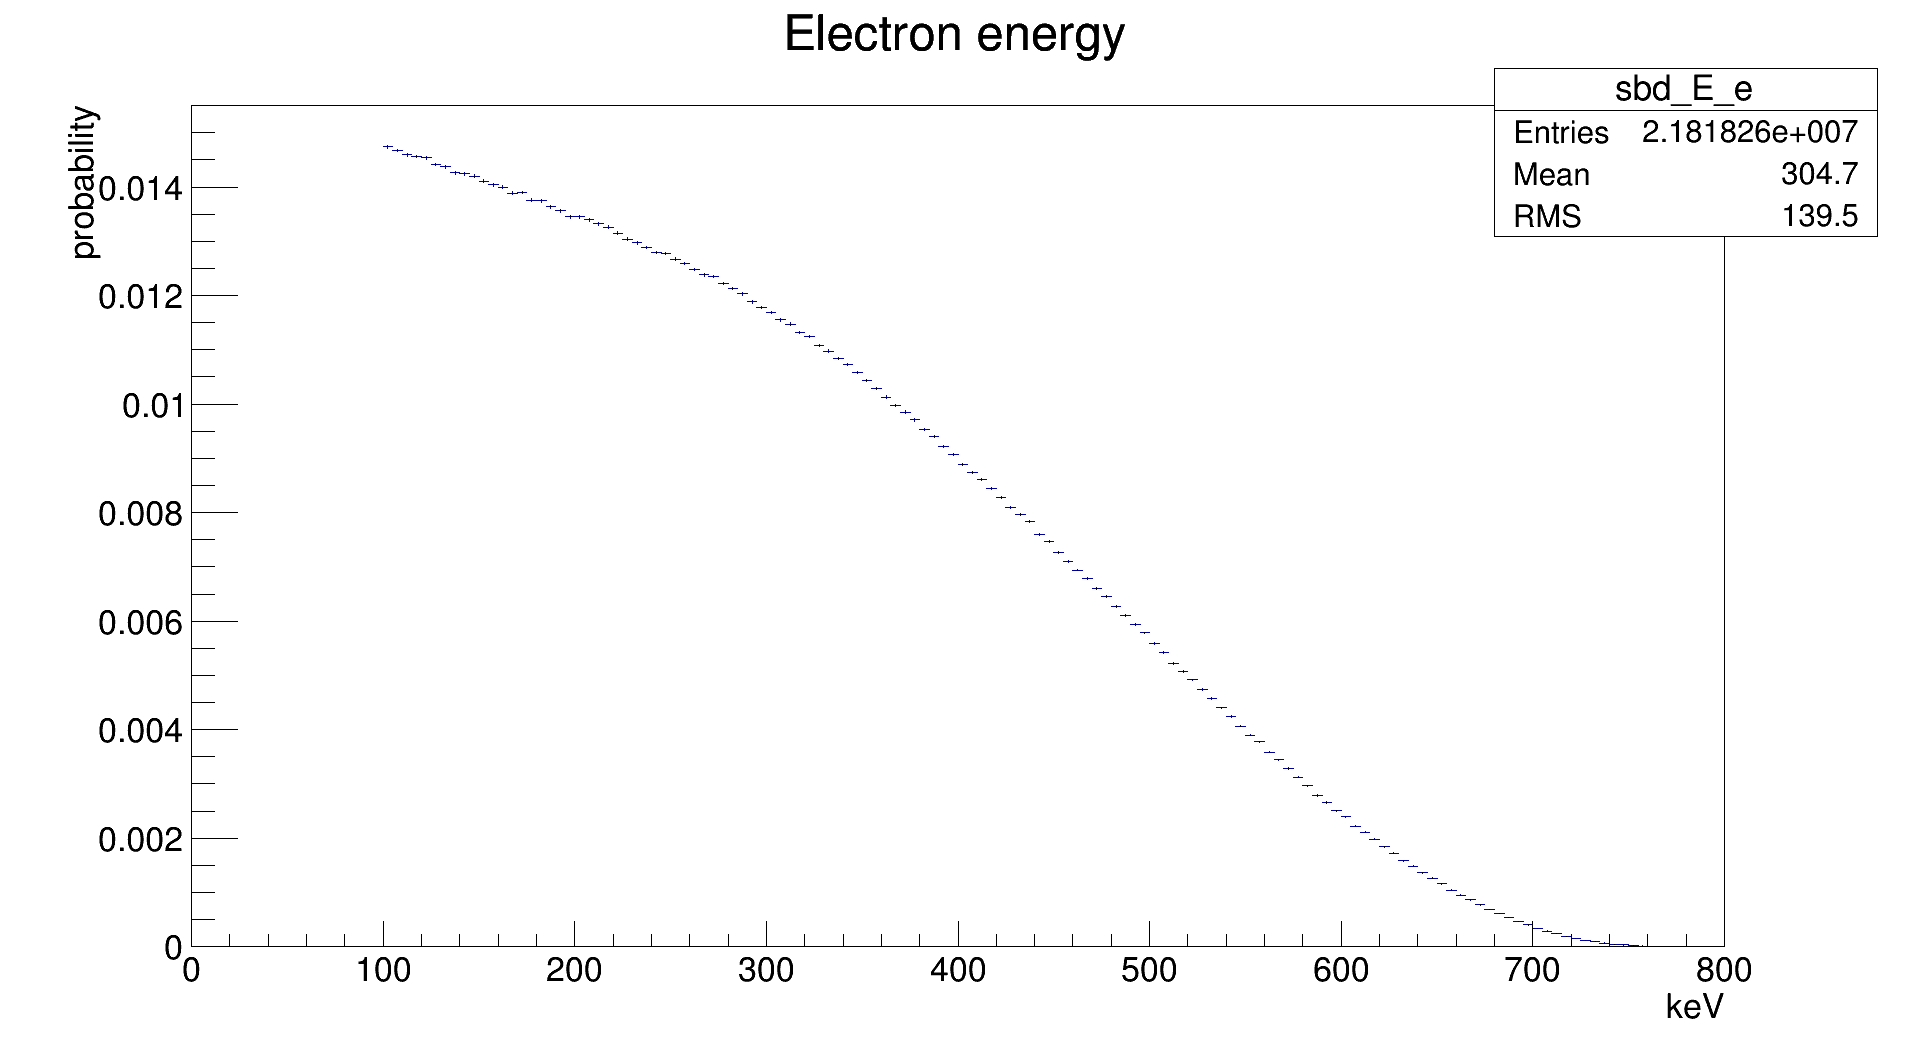 Electron energy
sbd_E_e
Entries 2.181826e+007
Mean 304.7
RMS 139.5
probability
0.014
0.012
0.01
0.008
0.006
0.004
0.002
0
0 100 200 300 400 500 600 700 800
keV